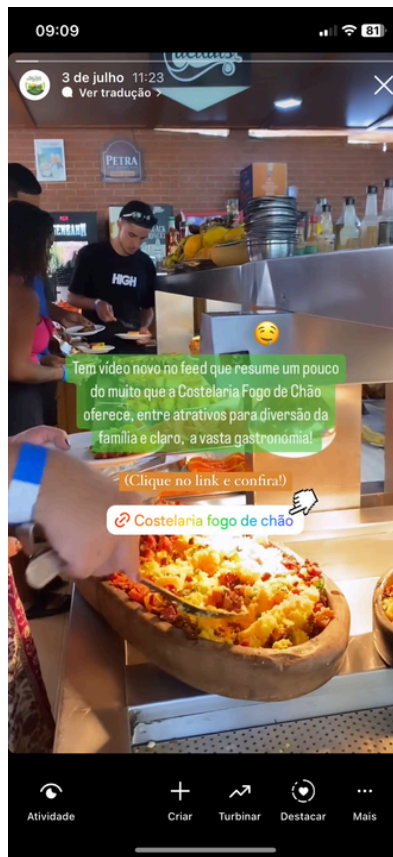 09:09
81
3 de julho 11:23
Ver tradução >
PETRA
HIGH
Tem vídeo novo no feed que resume um pouco
do muito que a Costelaria Fogo de Chão
oferece, entre atrativos para diversão da
família e claro, a vasta gastronomia!
(Clique no link e confira!)
Costelaria fogo de chão
Atividade
Criar
Turbinar
Destacar
Mais